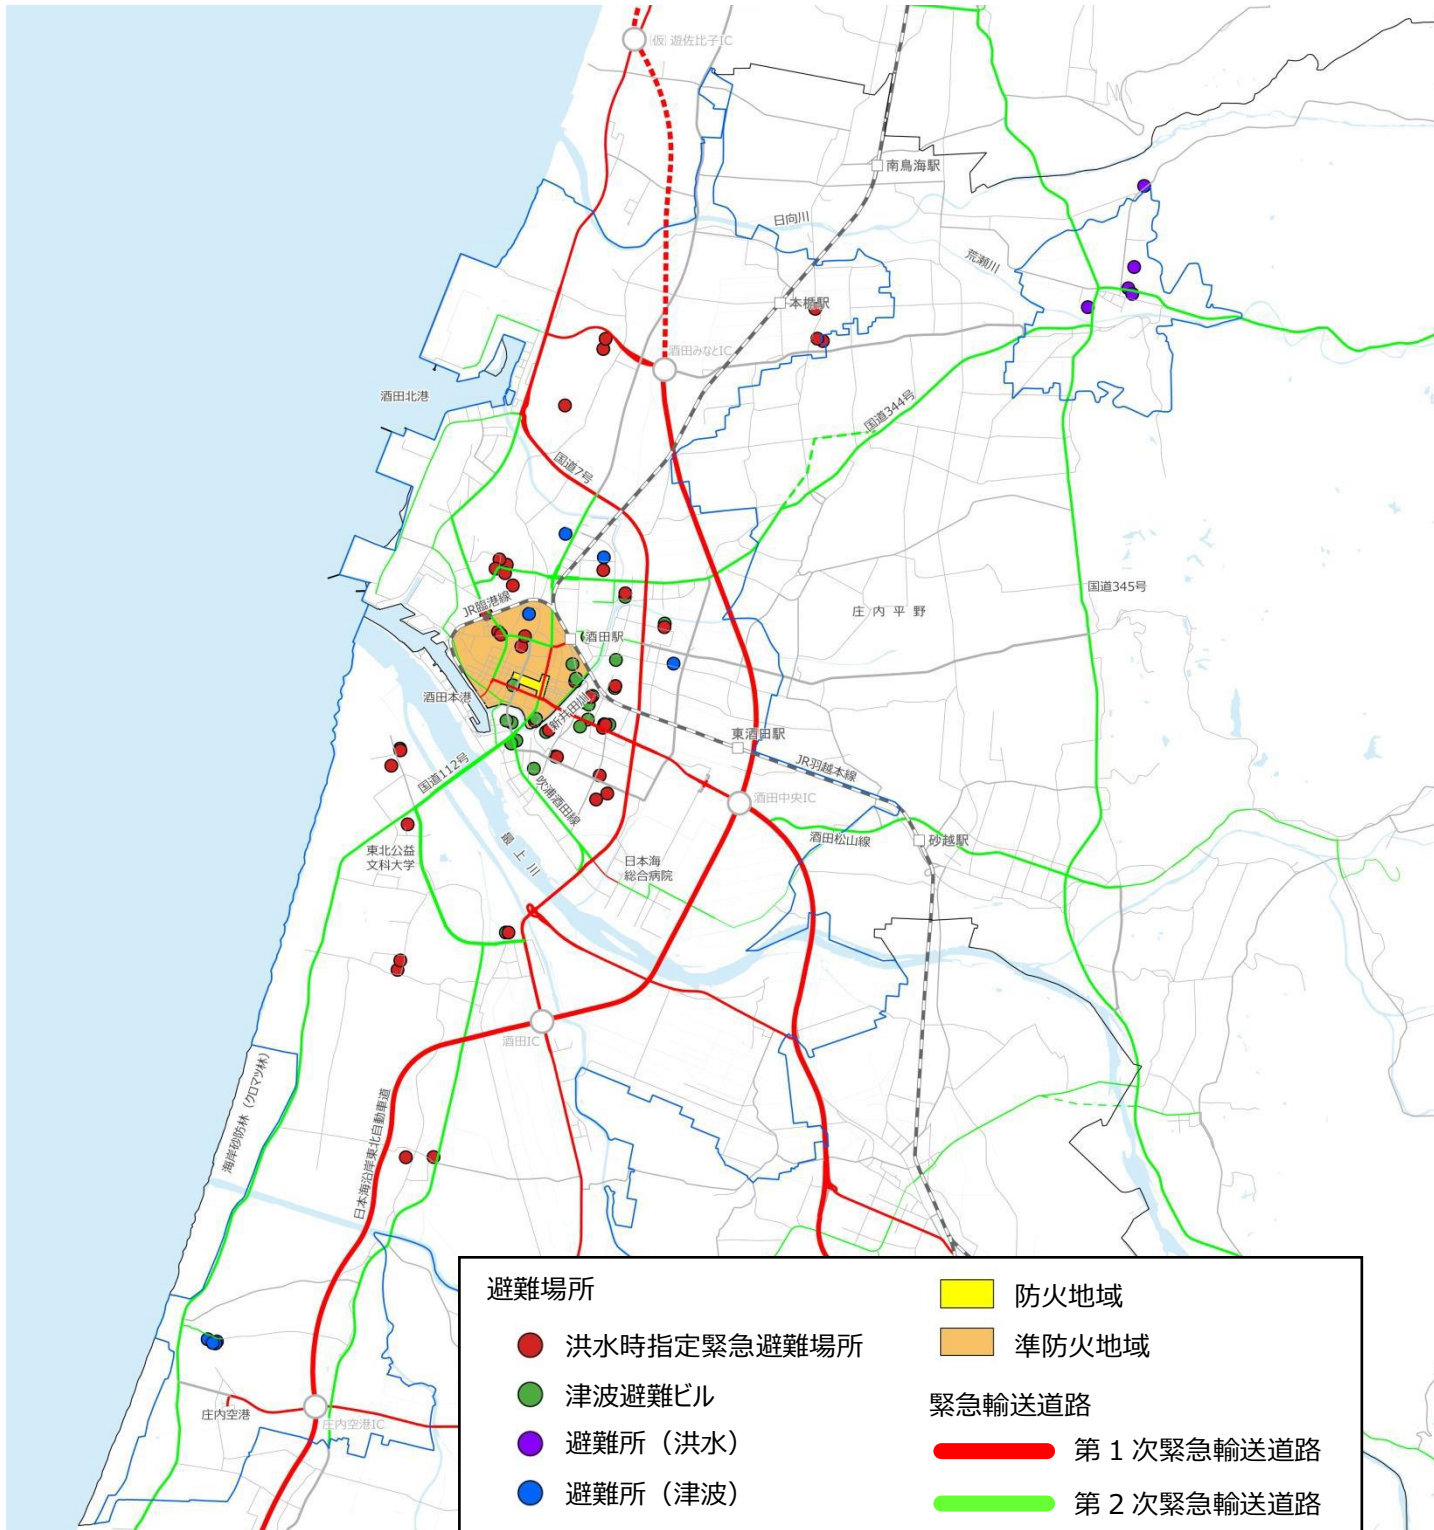 (仮) 遊佐比子IC
南鳥海駅
日向川
荒瀬川
本楯駅
酒田みなとIC
酒田北港
国道344号
国道7号
国道345号
庄内平野
JR臨港線
酒田駅
酒田本港
新井田川
東酒田駅
JR羽越本線
国道112号
吹浦酒田線
酒田中央IC
酒田松山線
砂越駅
東北公益
文科大学
最上川
日本海
総合病院
酒田IC
海岸砂防林（クロマツ林）
日本海沿岸東北自動車道
庄内空港
庄内空港IC
避難場所
洪水時指定緊急避難場所
津波避難ビル
避難所（洪水）
避難所（津波）
防火地域
準防火地域
緊急輸送道路
第1次緊急輸送道路
第2次緊急輸送道路